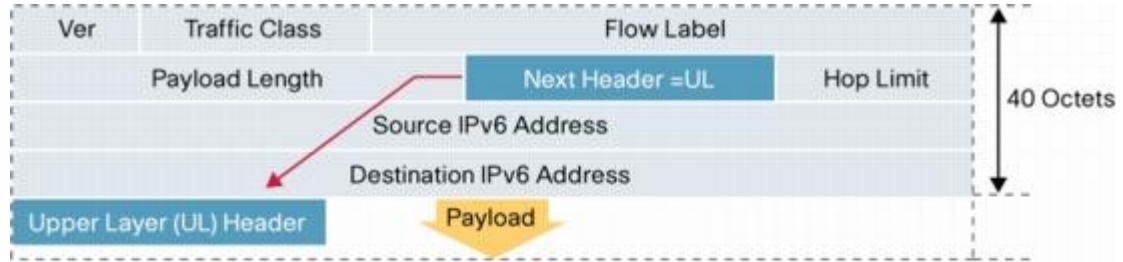 Ver Traffic Class Flow Label
Payload Length Next Header =UL Hop Limit
40 Octets
Source IPv6 Address
Destination IPv6 Address
Upper Layer (UL) Header Payload